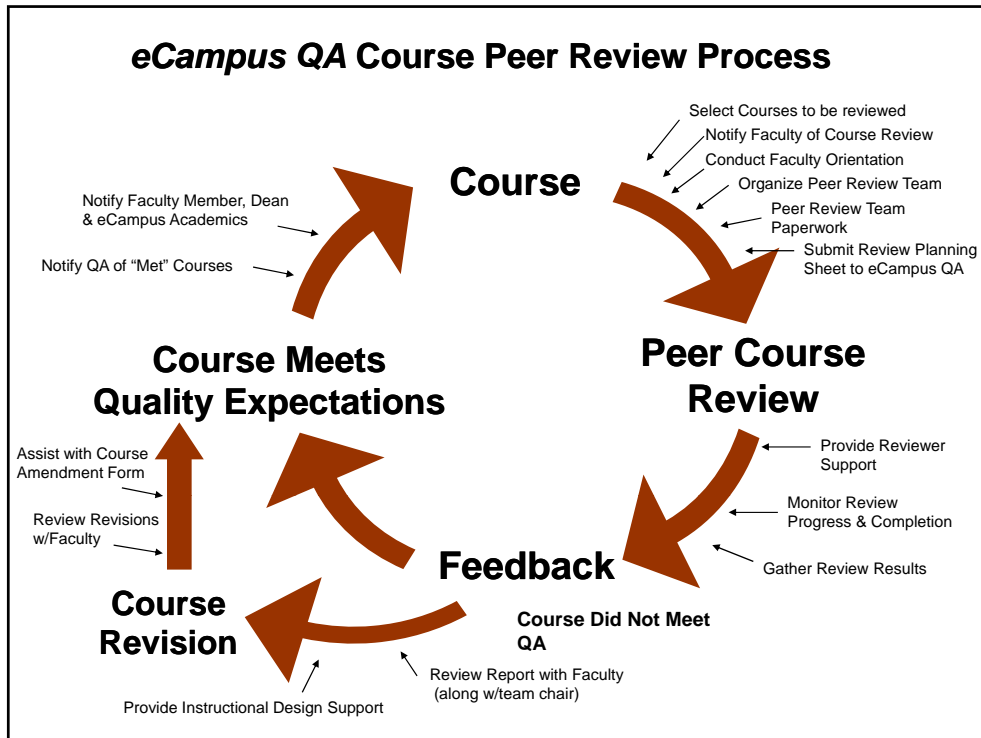 eCampus QA Course Peer Review Process
Select Courses to be reviewed
Notify Faculty of Course Review
Conduct Faculty Orientation
Organize Peer Review Team
Peer Review Team
Paperwork
Submit Review Planning
Sheet to eCampus QA
Course
Notify Faculty Member, Dean
& eCampus Academics
Notify QA of “Met” Courses
Peer Course
Review
Course Meets
Quality Expectations
Provide Reviewer
Support
Monitor Review
Progress & Completion
Gather Review Results
Assist with Course
Amendment Form
Review Revisions
w/Faculty
Feedback
Course Did Not Meet
QA
Course
Revision
Review Report with Faculty
(along w/team chair)
Provide Instructional Design Support